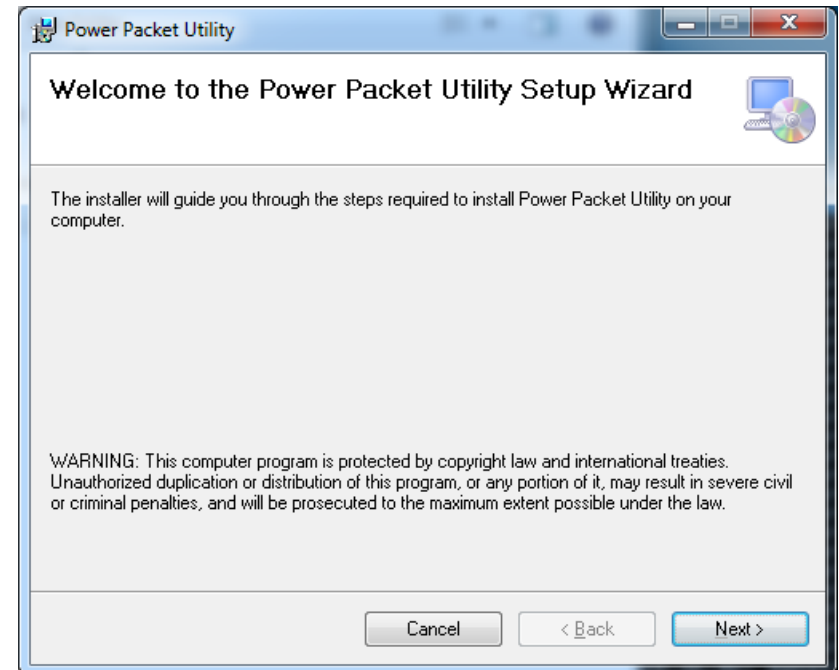 Power Packet Utility
Welcome to the Power Packet Utility Setup Wizard
The installer will guide you through the steps required to install Power Packet Utility on your
computer.
WARNING: This computer program is protected by copyright law and international treaties.
Unauthorized duplication or distribution of this program, or any portion of it, may result in severe civil
or criminal penalties, and will be prosecuted to the maximum extent possible under the law.
Cancel
< Back
Next >